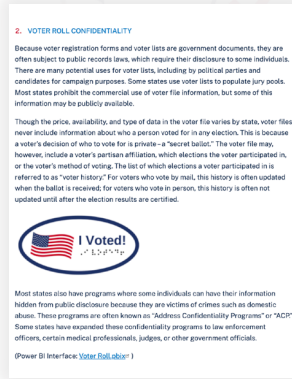 2. VOTER ROLL CONFIDENTIALITY
Because voter registration forms and voter lists are government documents, they are
often subject to public records laws, which require their disclosure to some individuals.
There are many potential uses for voter lists, including by political parties and
candidates for campaign purposes. Some states use voter lists to populate jury pools.
Most states prohibit the commercial use of voter file information, but some of this
information may be publicly available.
Though the price, availability, and type of data in the voter file varies by state, voter files
never include information about who a person voted for in any election. This is because
a voter's decision of who to vote for is private – a "secret ballot." The voter file may,
however, include a voter's partisan affiliation, which elections the voter participated in,
or the voter's method of voting. The list of which elections a voter participated in is
referred to as "voter history." For voters who vote by mail, this history is often updated
when the ballot is received; for voters who vote in person, this history is often not
updated until after the election results are certified.
I Voted!
Most states also have programs where some individuals can have their information
hidden from public disclosure because they are victims of crimes such as domestic
abuse. These programs are often known as "Address Confidentiality Programs" or "ACP."
Some states have expanded these confidentiality programs to law enforcement
officers, certain medical professionals, judges, or other government officials.
(Power BI Interface: Voter Roll.pbix )